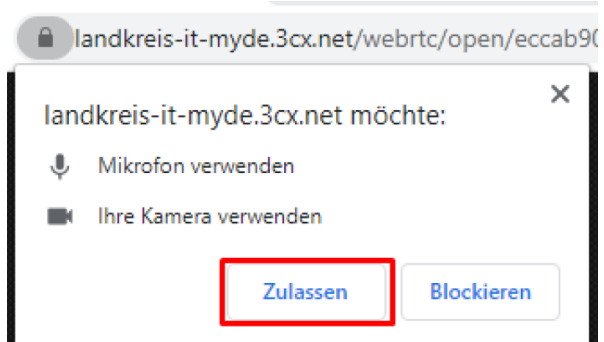 landkreis-it-myde.3cx.net/webrtc/open/eccab90
landkreis-it-myde.3cx.net möchte:
Mikrofon verwenden
Ihre Kamera verwenden
Zulassen Blockieren